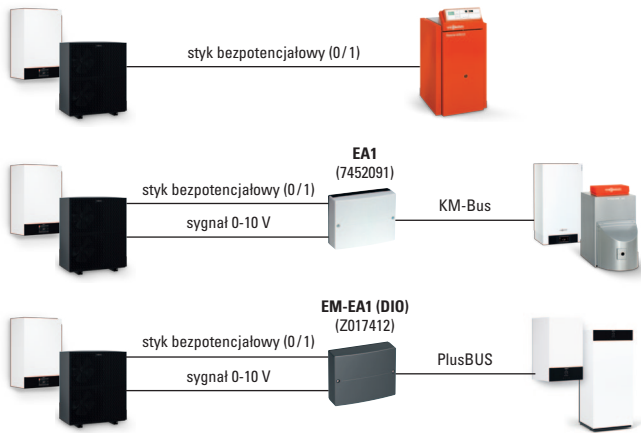 styk bezpotencjałowy (0/1)
EA1
(7452091)
styk bezpotencjałowy (0/1)
KM-Bus
sygnał 0-10 V
EM-EA1 (DIO)
(Z017412)
styk bezpotencjałowy (0/1)
PlusBUS
sygnał 0-10 V